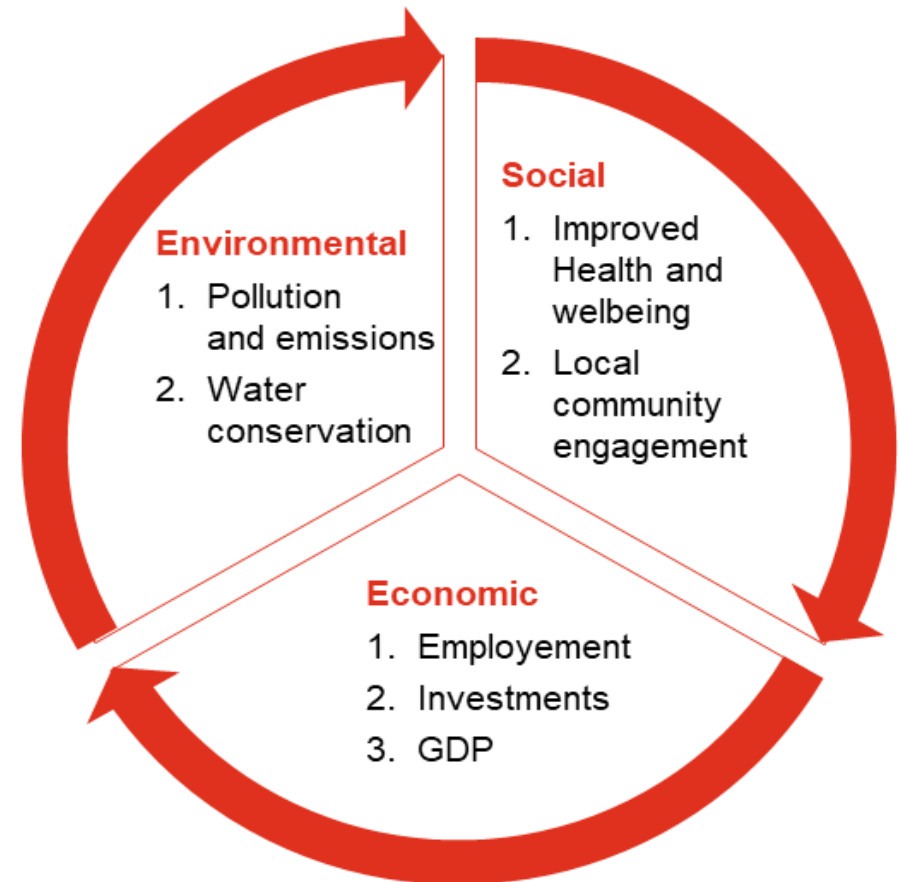 Environmental
1. Pollution
and emissions
2. Water
conservation
Social
1. Improved
Health and
welbeing
2. Local
community
engagement
Economic
1. Employement
2. Investments
3. GDP